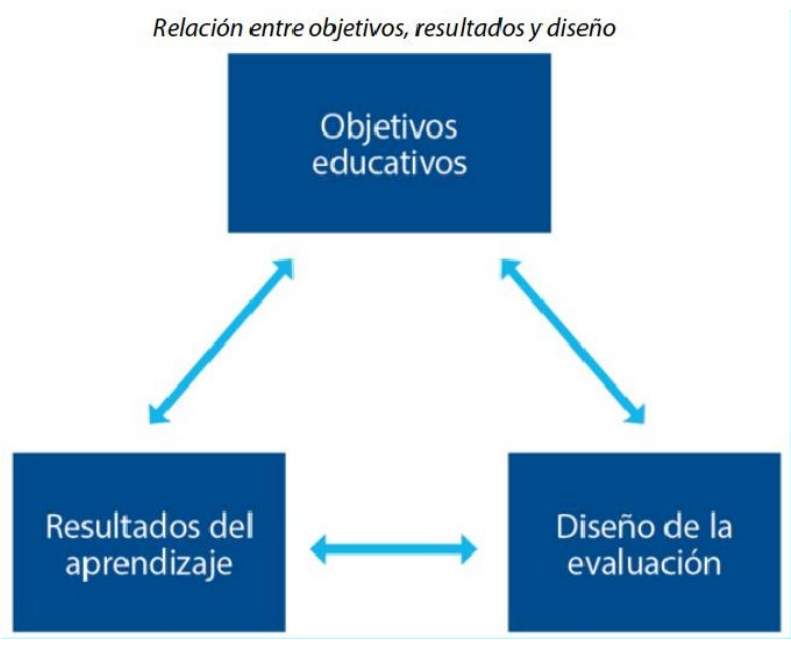 Relación entre objetivos, resultados y diseño
Objetivos
educativos
Resultados del
aprendizaje
Diseño de la
evaluación